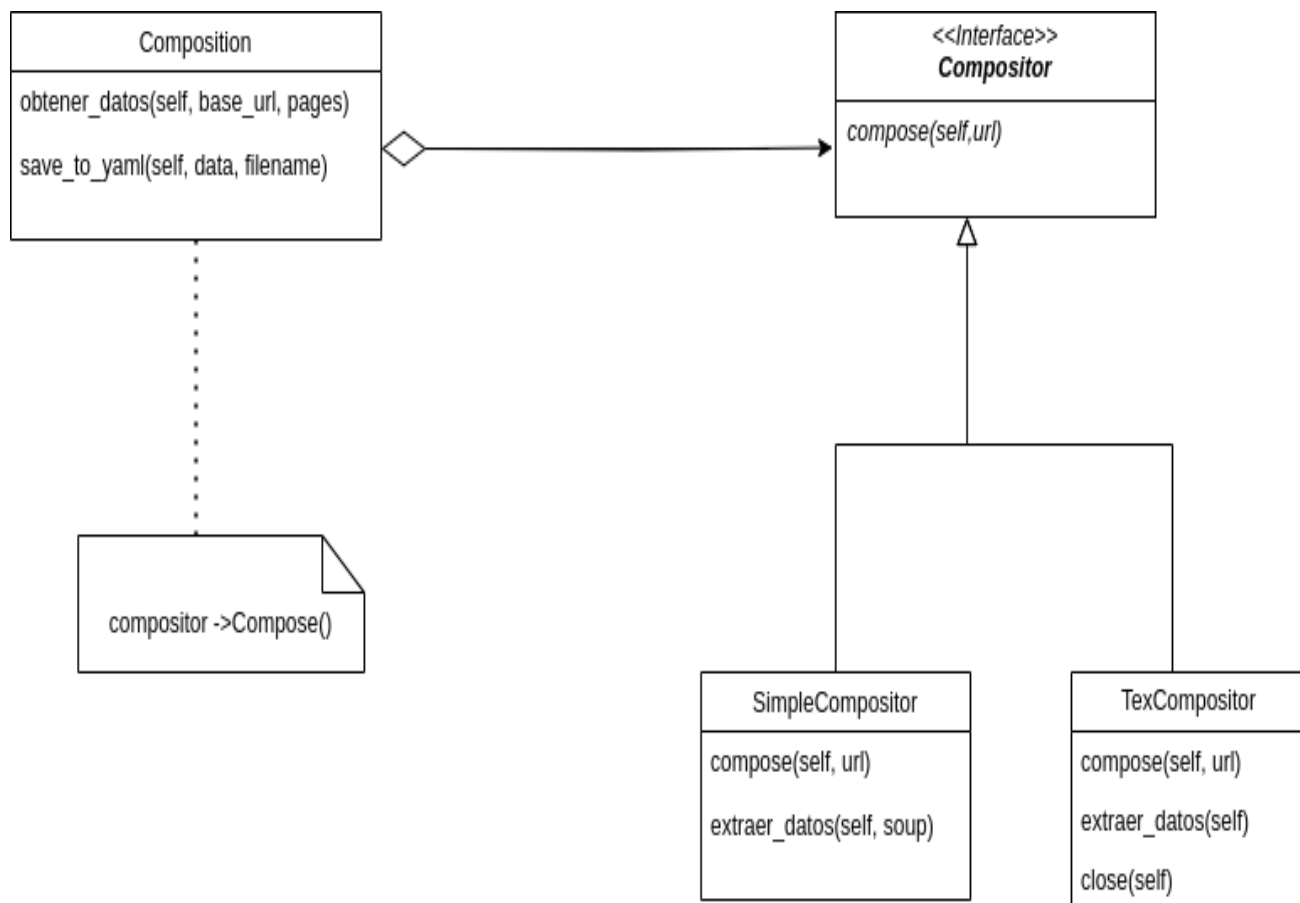 Composition
obtener_datos(self, base_url, pages)
save_to_yaml(self, data, filename)
<<Interface>>
Compositor
compose(self,url)
compositor ->Compose()
SimpleCompositor
compose(self, url)
extraer_datos(self, soup)
TexCompositor
compose(self, url)
extraer_datos(self)
close(self)